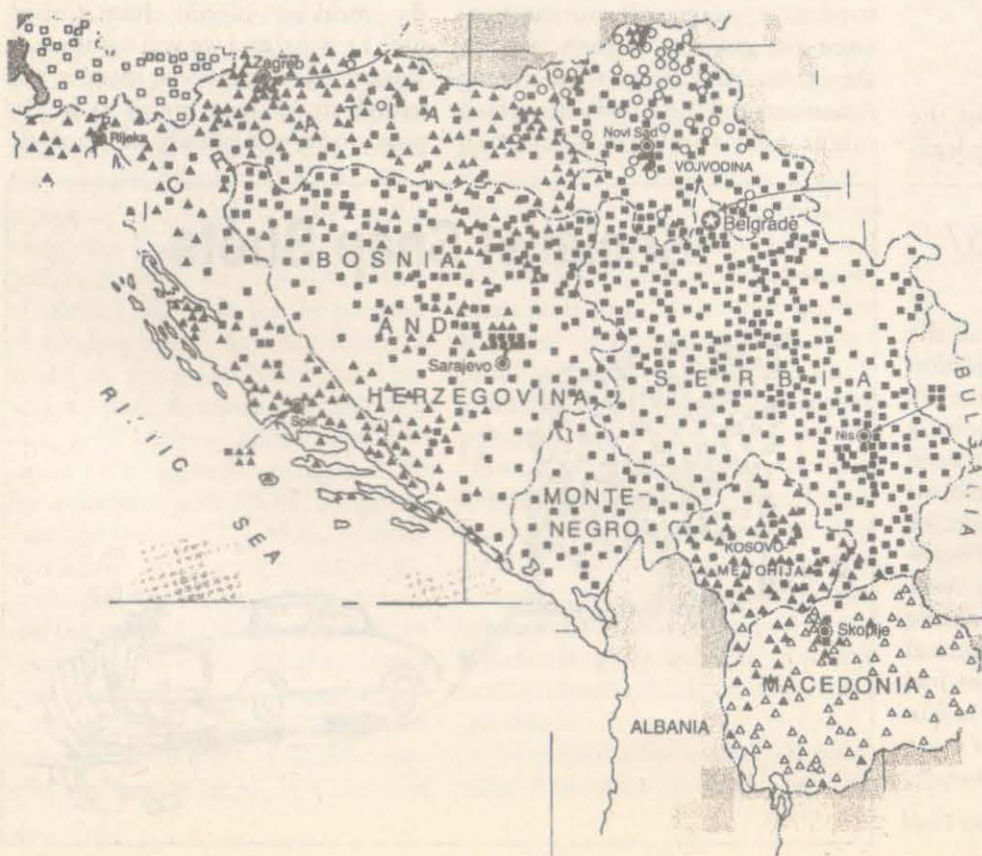 Zagreb
CROATIA
Rijeka
Novi Sad
VOJVODINA
Belgrade
BOSNIA
AND
HERZEGOVINA
Sarajevo
SERBIA
Split
Nis
BULGARIA
MONTE-
NEGRO
KOSOVO-
METOHIJA
SEA
Skoplje
MACEDONIA
ALBANIA